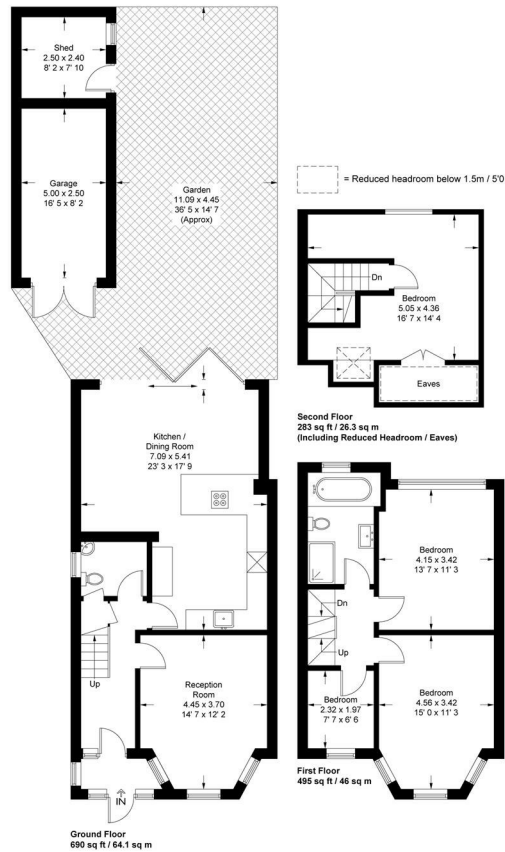 Shed
2.50 x 2.40
8' 2 x 7' 10
Garage
5.00 x 2.50
16' 5 x 8' 2
Garden
11.09 x 4.45
36' 5 x 14' 7
(Approx)
= Reduced headroom below 1.5m / 5'0
Dn
Bedroom
5.05 x 4.36
16' 7 x 14' 4
Eaves
Second Floor
283 sq ft / 26.3 sq m
(Including Reduced Headroom / Eaves)
Kitchen /
Dining Room
7.09 x 5.41
23' 3 x 17' 9
Up
Reception
Room
4.45 x 3.70
14' 7 x 12' 2
IN
Ground Floor
690 sq ft / 64.1 sq m
Bedroom
4.15 x 3.42
13' 7 x 11' 3
Dn
Up
Bedroom
2.32 x 1.97
7' 7 x 6' 6
Bedroom
4.56 x 3.42
15' 0 x 11' 3
First Floor
495 sq ft / 46 sq m